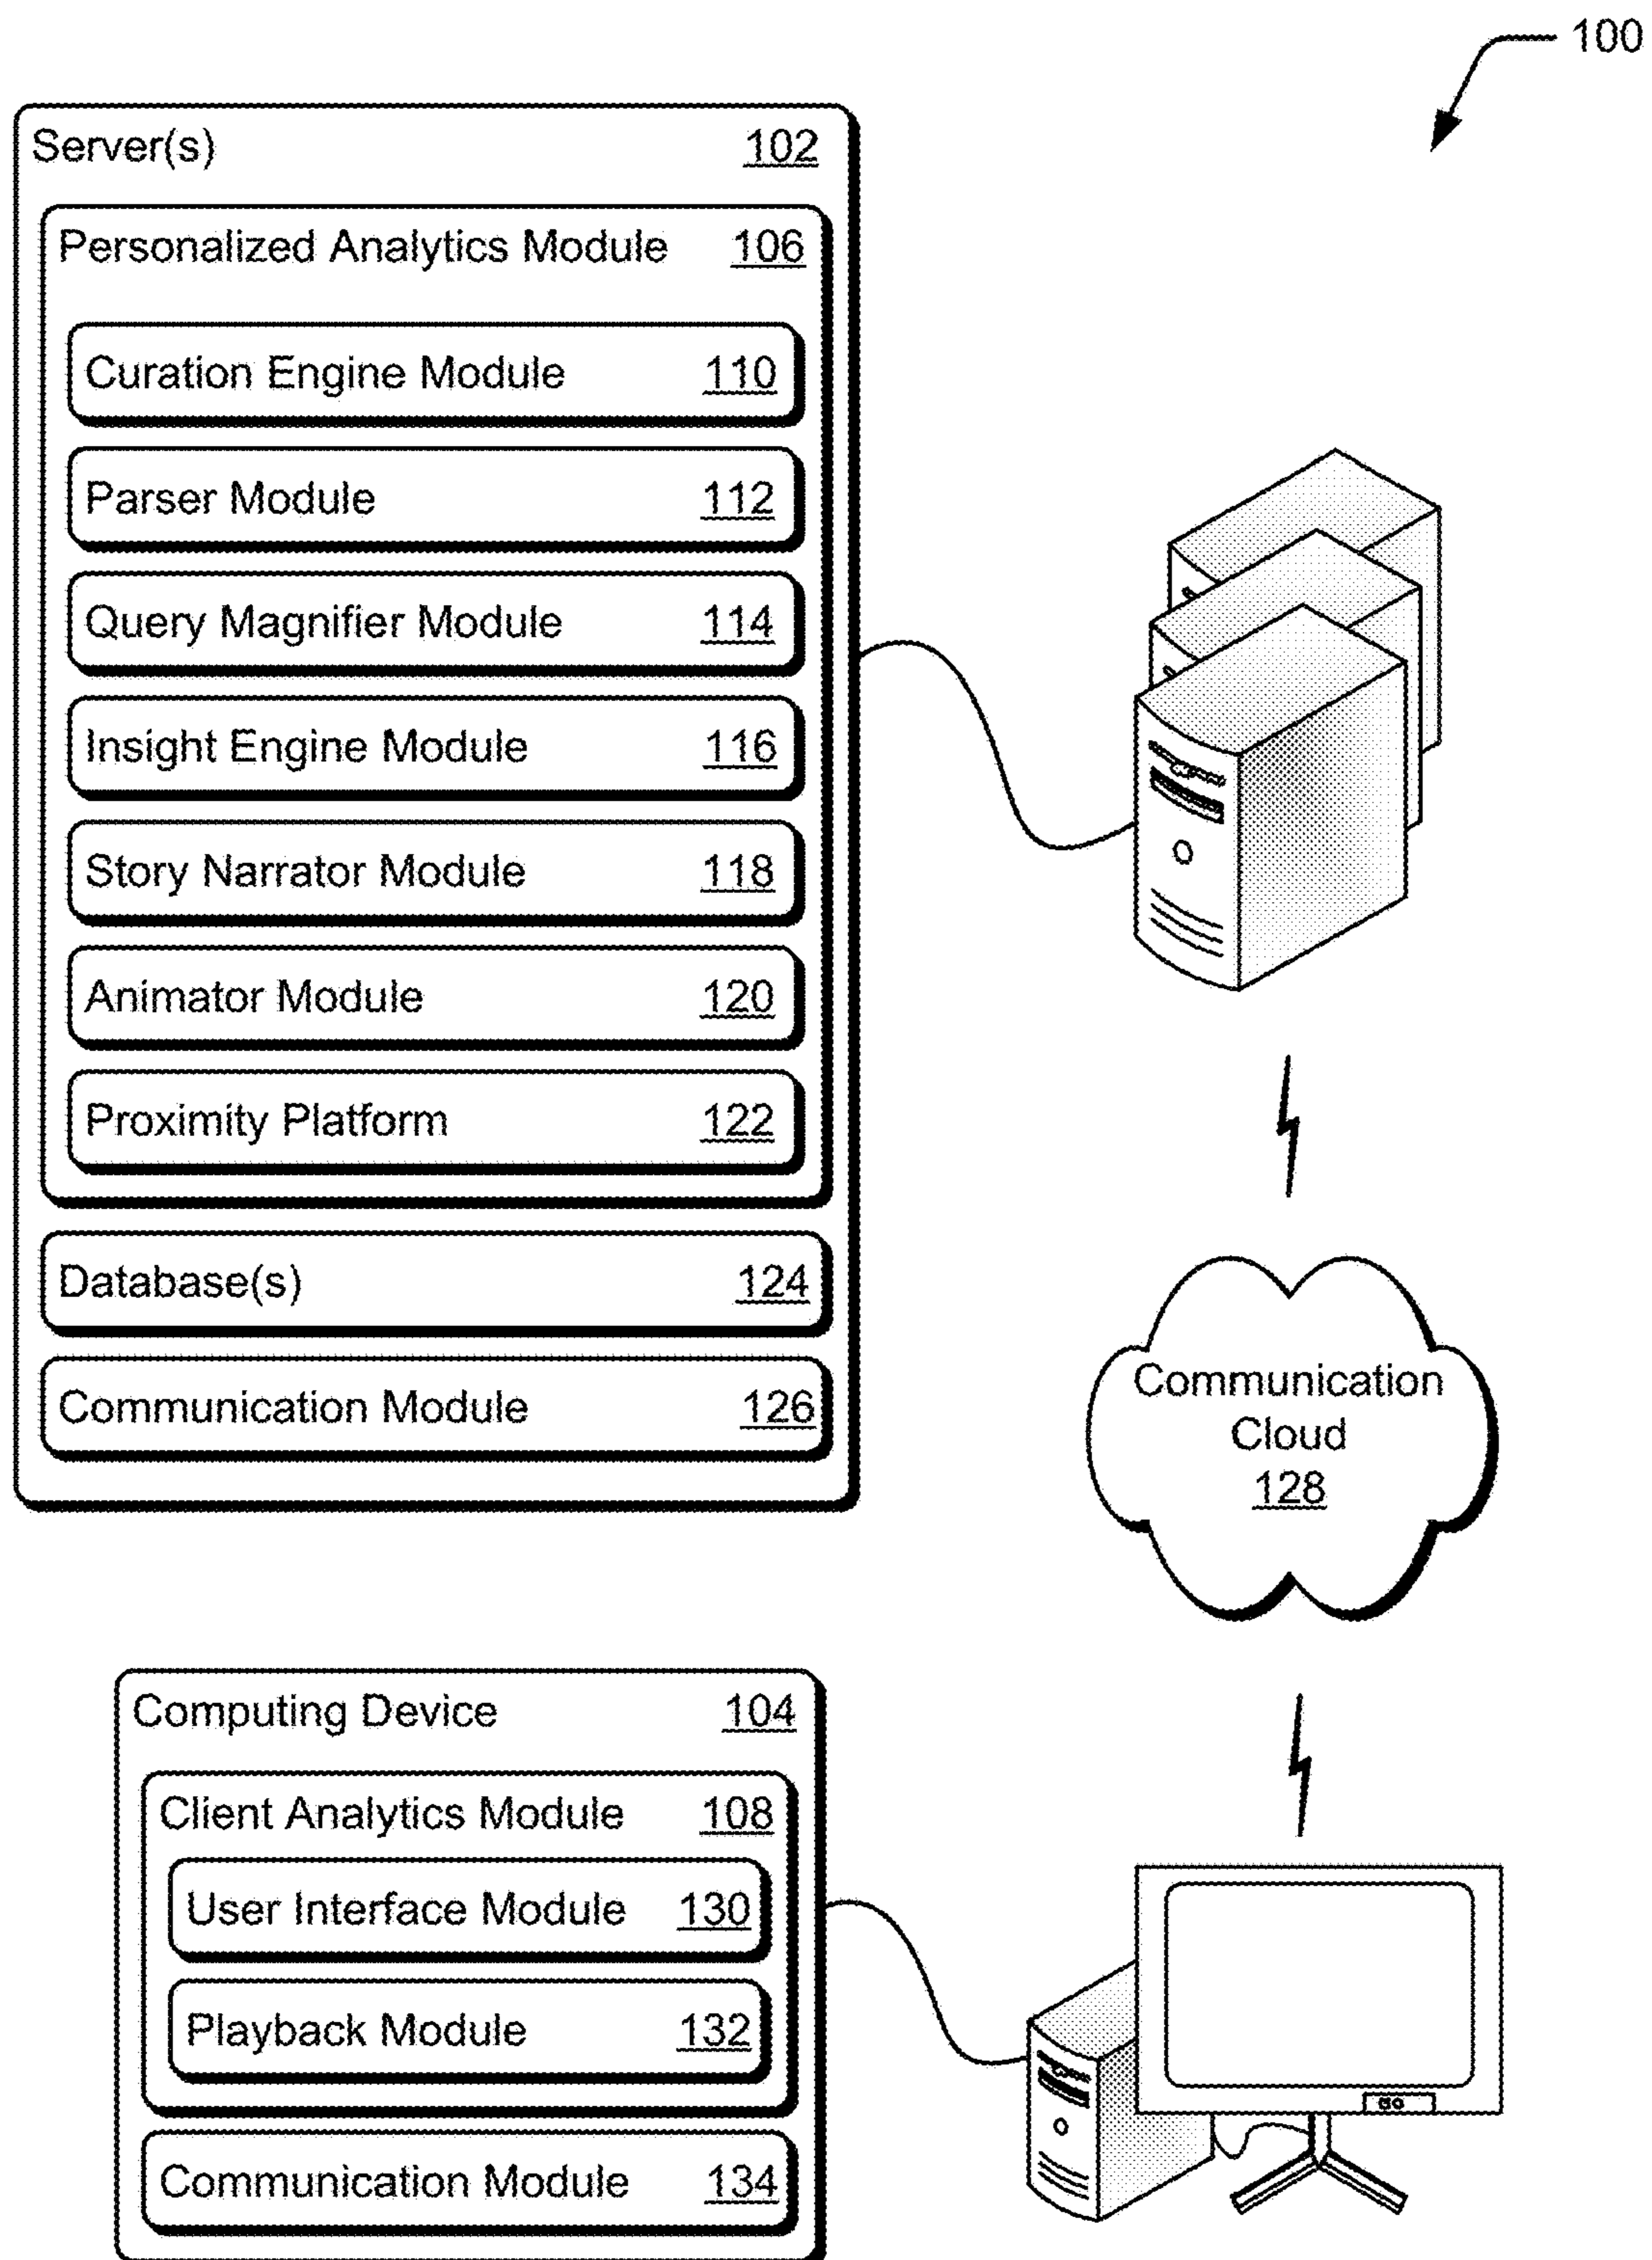 100
Server(s) 102
Personalized Analytics Module 106
Curation Engine Module 110
Parser Module 112
Query Magnifier Module 114
Insight Engine Module 116
Story Narrator Module 118
Animator Module 120
Proximity Platform 122
Database(s) 124
Communication Module 126
Communication
Cloud
128
Computing Device 104
Client Analytics Module 108
User Interface Module 130
Playback Module 132
Communication Module 134